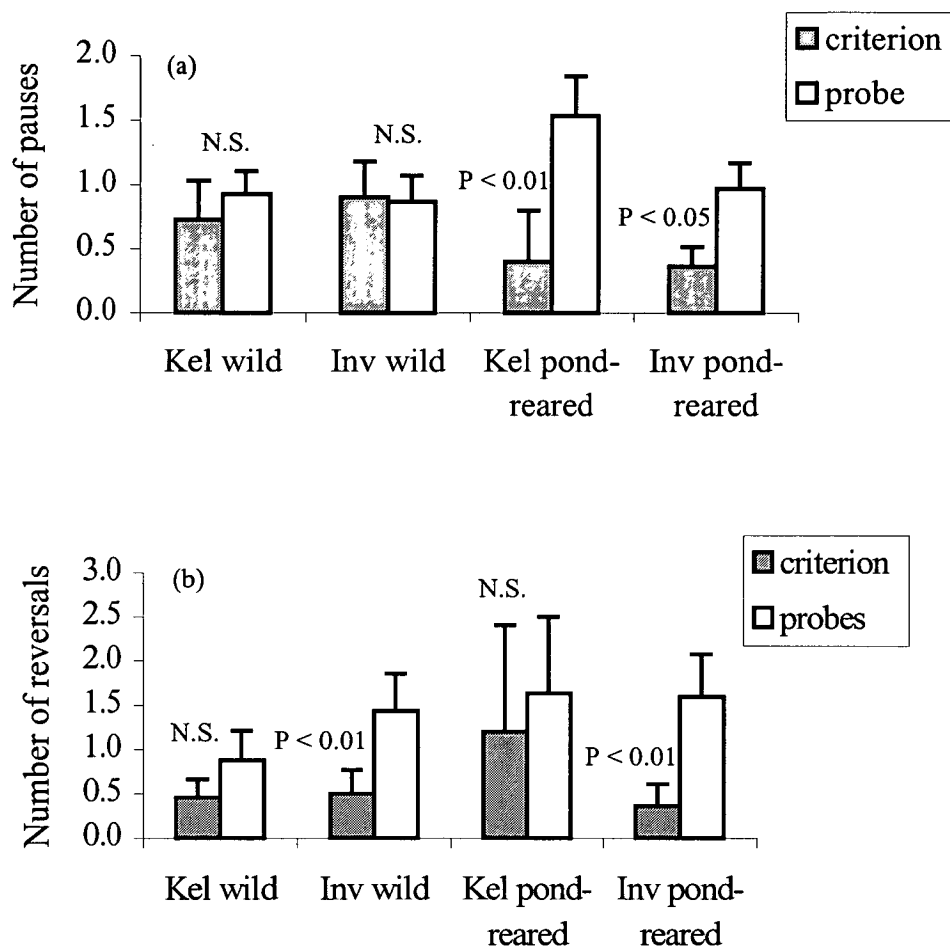 criterion
probe
(a)
Number of pauses
2.0
1.5
1.0
0.5
0.0
N.S.
N.S.
P < 0.01
P < 0.05
Kel wild
Inv wild
Kel pond-
reared
Inv pond-
reared
criterion
probes
(b)
Number of reversals
3.0
2.5
2.0
1.5
1.0
0.5
0.0
N.S.
P < 0.01
N.S.
P < 0.01
Kel wild
Inv wild
Kel pond-
reared
Inv pond-
reared